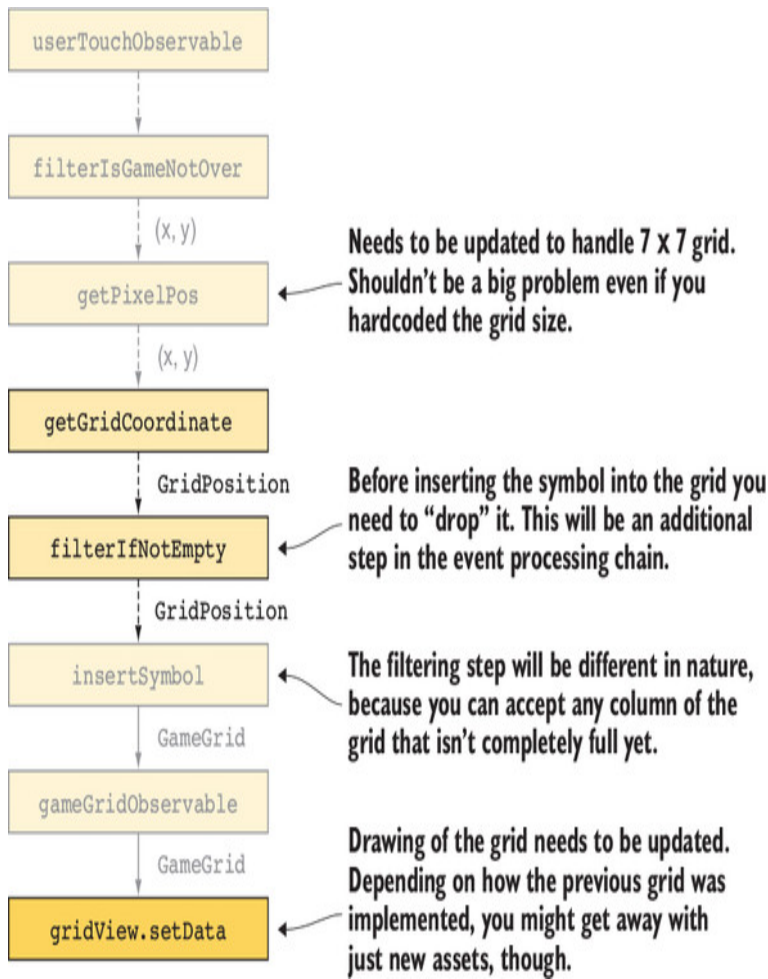 userTouchObservable
filterIsGameNotOver
(x, y)
Needs to be updated to handle 7 x 7 grid.
Shouldn't be a big problem even if you
hardcoded the grid size.
getPixelPos
(x, y)
getGridCoordinate
GridPosition
Before inserting the symbol into the grid you
need to “drop” it. This will be an additional
step in the event processing chain.
filterIfNotEmpty
GridPosition
The filtering step will be different in nature,
because you can accept any column of the
grid that isn't completely full yet.
insertSymbol
GameGrid
gameGridObservable
GameGrid
Drawing of the grid needs to be updated.
Depending on how the previous grid was
implemented, you might get away with
just new assets, though.
gridView.setData